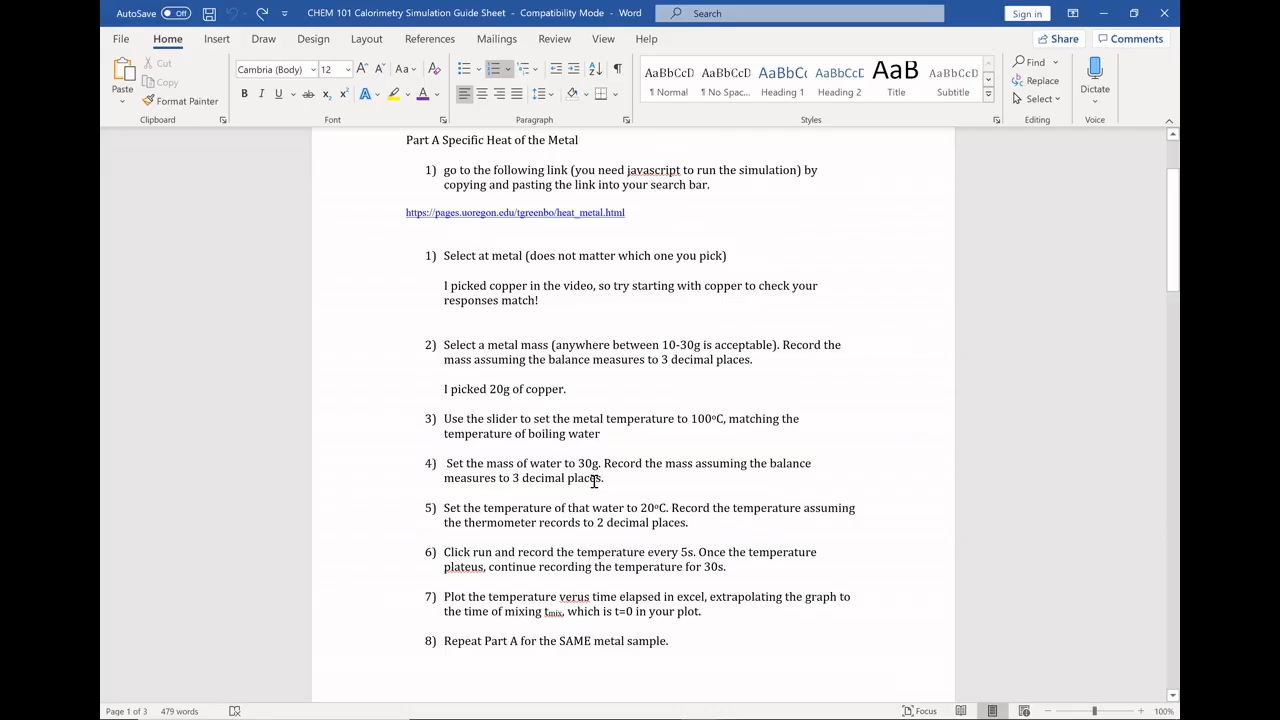 AutoSave Off CHEM 101 Calorimetry Simulation Guide Sheet - Compatibility Mode - Word Search Sign in
File Home Insert Draw Design Layout References Mailings Review View Help Share Comments
Paste Cut Copy Format Painter
Clipboard
Cambria (Body) 12
Font
Paragraph
AaBbCcD ¶ Normal
AaBbCcD ¶ No Spac...
AaBbCc Heading 1
AaBbCcD Heading 2
AaB Title
AaBbCcD Subtitle
Styles
Find
Replace
Select
Editing
Dictate
Voice
Part A Specific Heat of the Metal
1) go to the following link (you need javascript to run the simulation) by
copying and pasting the link into your search bar.
https://pages.uoregon.edu/tgreenbo/heat_metal.html
1) Select at metal (does not matter which one you pick)
I picked copper in the video, so try starting with copper to check your
responses match!
2) Select a metal mass (anywhere between 10-30g is acceptable). Record the
mass assuming the balance measures to 3 decimal places.
I picked 20g of copper.
3) Use the slider to set the metal temperature to 100ºC, matching the
temperature of boiling water
4) Set the mass of water to 30g. Record the mass assuming the balance
measures to 3 decimal places.
5) Set the temperature of that water to 20ºC. Record the temperature assuming
the thermometer records to 2 decimal places.
6) Click run and record the temperature every 5s. Once the temperature
plateus, continue recording the temperature for 30s.
7) Plot the temperature verus time elapsed in excel, extrapolating the graph to
the time of mixing tmix, which is t=0 in your plot.
8) Repeat Part A for the SAME metal sample.
Page 1 of 3 479 words Focus 100%